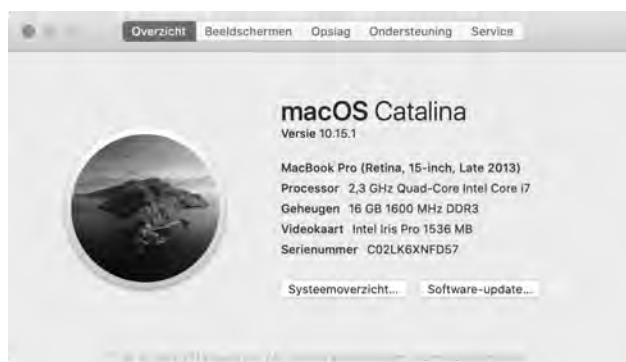 Overzicht Beeldschermen Opslag Ondersteuning Service
macOS Catalina
Versie 10.15.1
MacBook Pro (Retina, 15-inch, Late 2013)
Processor 2,3 GHz Quad-Core Intel Core i7
Geheugen 16 GB 1600 MHz DDR3
Videokaart Intel Iris Pro 1536 MB
Serienummer C02LK6XNFD57
Systeemoverzicht... Software-update...